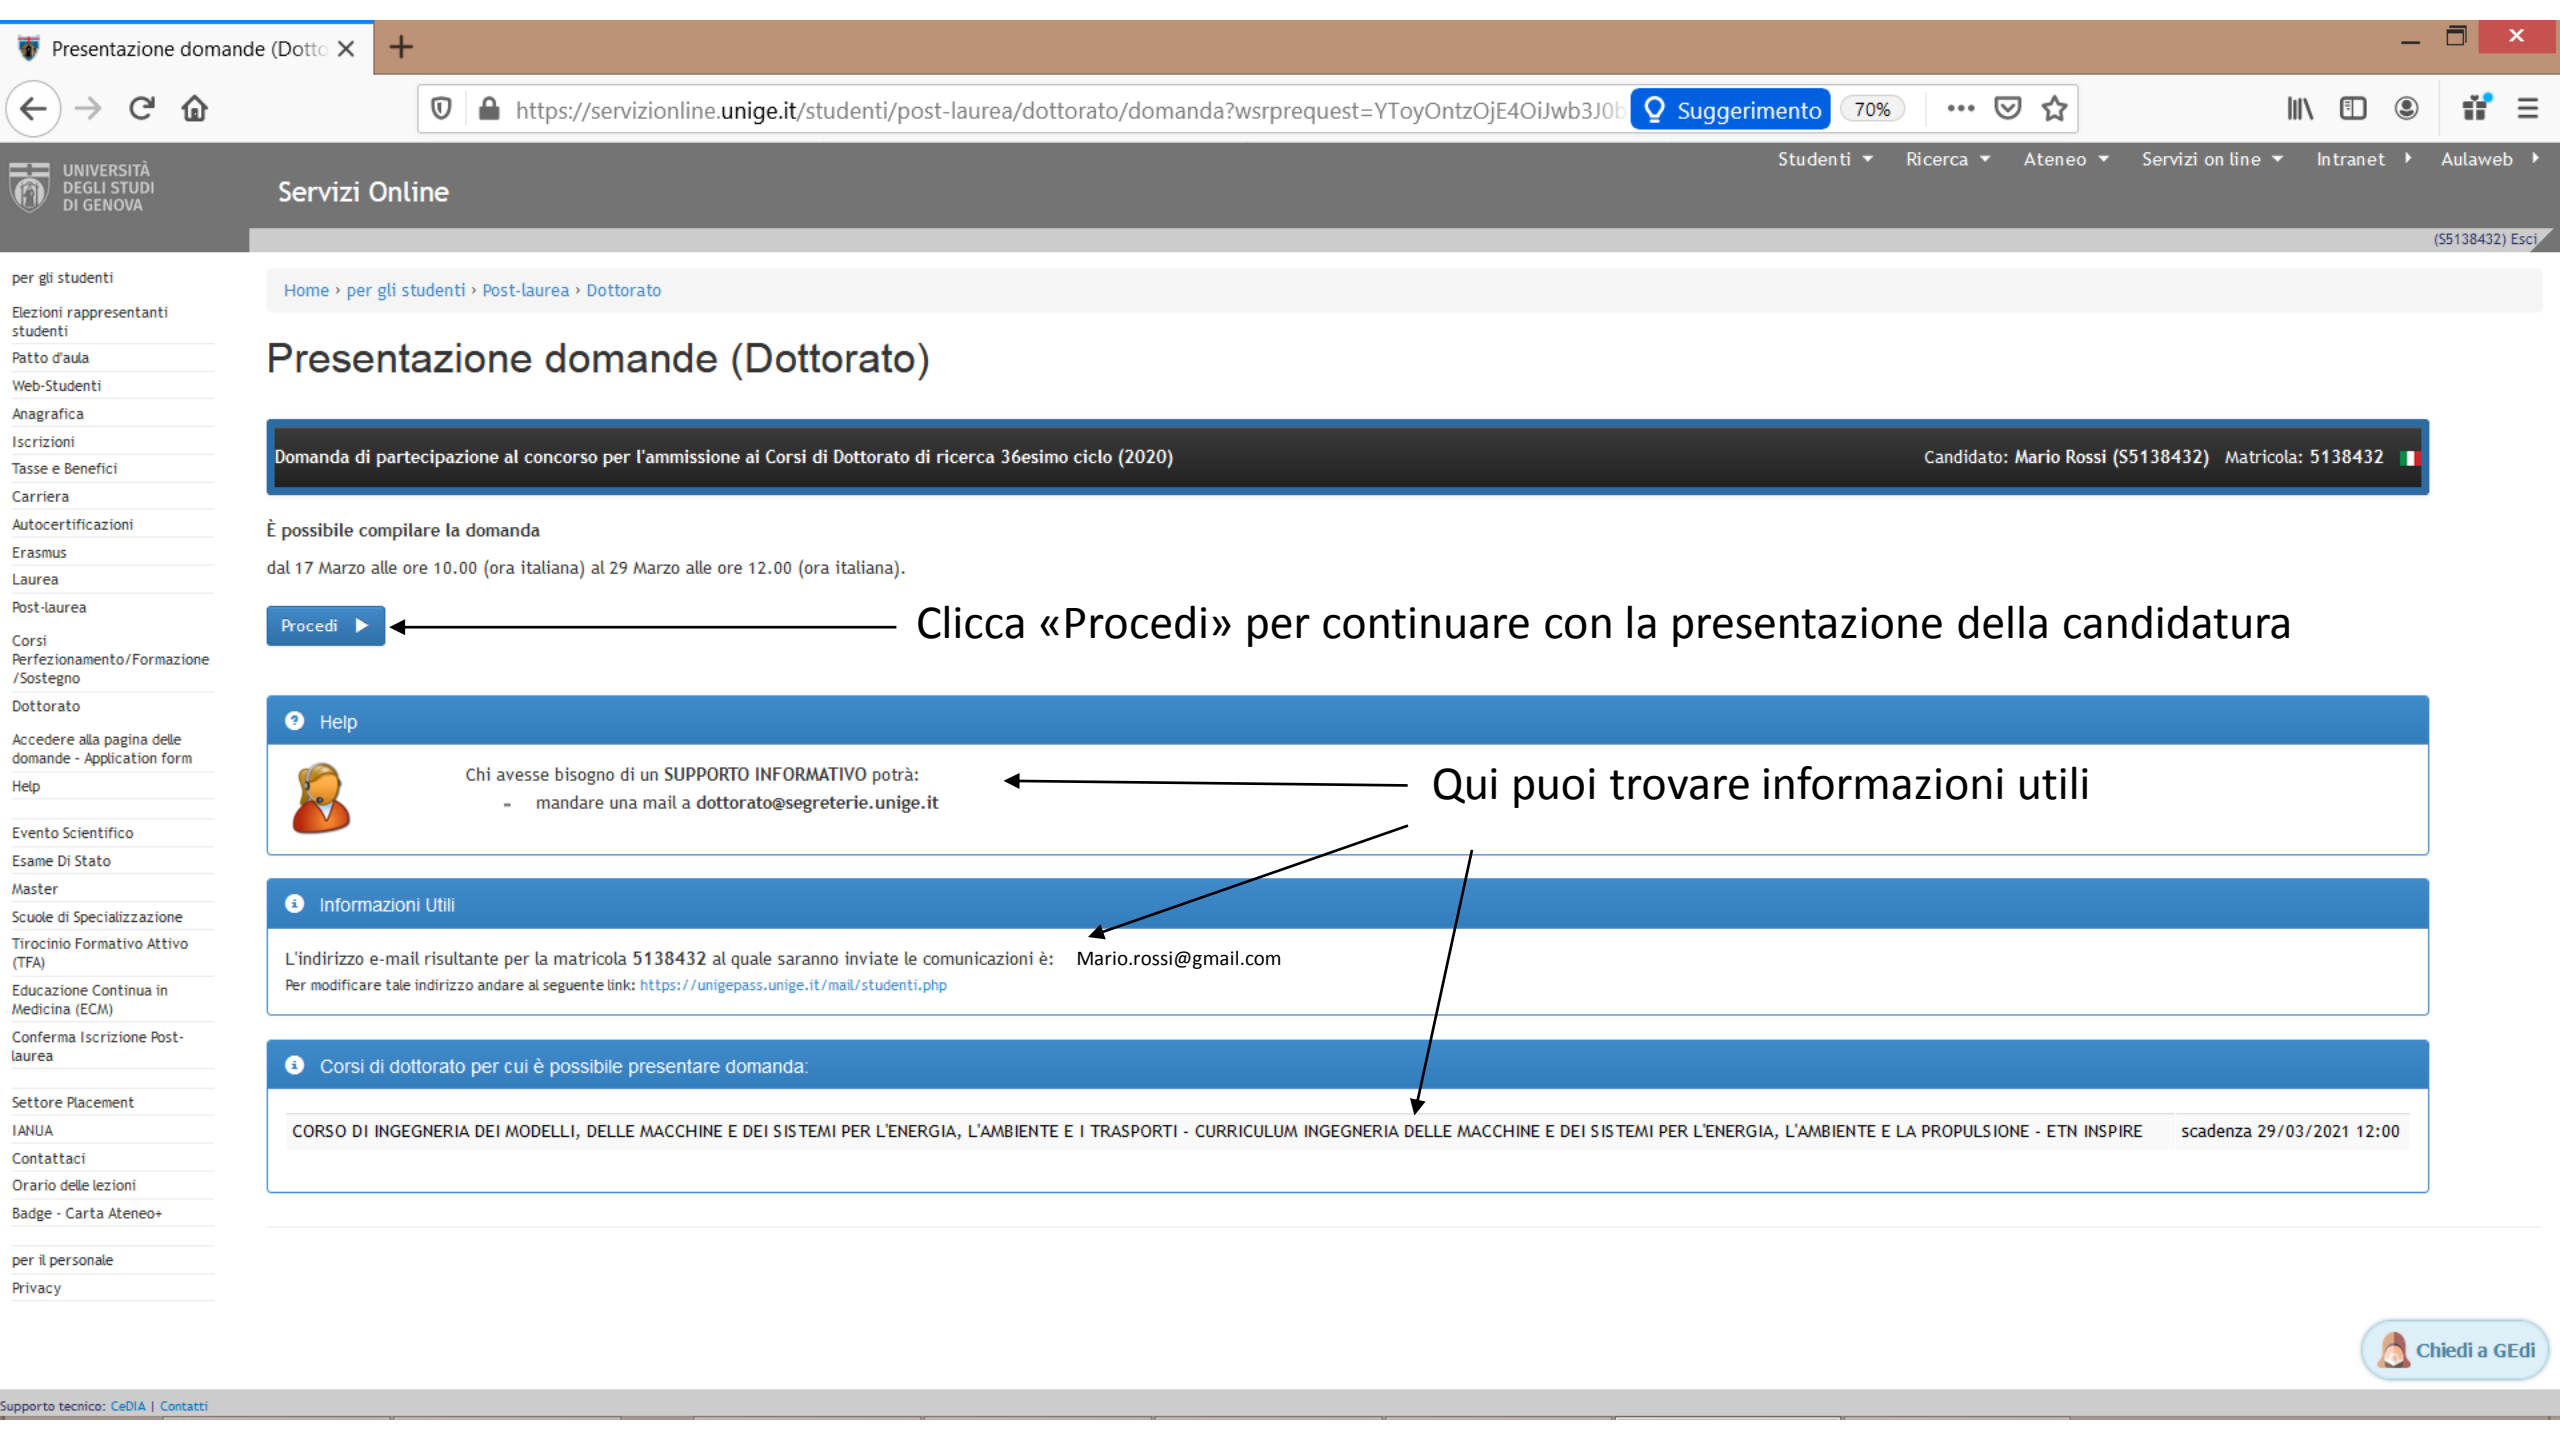 Presentazione domande (Dotto
https://servizionline.unige.it/studenti/post-laurea/dottorato/domanda?wsrprequest=YToyOntzOjE4OiJwb3J0b
Suggerimento
70%
UNIVERSITÀ
DEGLI STUDI
DI GENOVA
Servizi Online
Studenti Ricerca Ateneo Servizi on line Intranet Aulaweb
(S5138432) Esci
per gli studenti
Elezioni rappresentanti
studenti
Patto d'aula
Web-Studenti
Anagrafica
Iscrizioni
Tasse e Benefici
Carriera
Autocertificazioni
Erasmus
Laurea
Post-laurea
Corsi
Perfezionamento/Formazione
/Sostegno
Dottorato
Accedere alla pagina delle
domande - Application form
Help
Evento Scientifico
Esame Di Stato
Master
Scuole di Specializzazione
Tirocinio Formativo Attivo
(TFA)
Educazione Continua in
Medicina (ECM)
Conferma Iscrizione Post-
laurea
Settore Placement
IANUA
Contattaci
Orario delle lezioni
Badge - Carta Ateneo+
per il personale
Privacy
Home › per gli studenti › Post-laurea › Dottorato
Presentazione domande (Dottorato)
Domanda di partecipazione al concorso per l'ammissione ai Corsi di Dottorato di ricerca 36esimo ciclo (2020)
Candidato: Mario Rossi (S5138432) Matricola: 5138432
È possibile compilare la domanda
dal 17 Marzo alle ore 10.00 (ora italiana) al 29 Marzo alle ore 12.00 (ora italiana).
Procedi
Clicca «Procedi» per continuare con la presentazione della candidatura
Help
Chi avesse bisogno di un SUPPORTO INFORMATIVO potrà:
- mandare una mail a dottorato@segreterie.unige.it
Qui puoi trovare informazioni utili
Informazioni Utili
L'indirizzo e-mail risultante per la matricola 5138432 al quale saranno inviate le comunicazioni è: Mario.rossi@gmail.com
Per modificare tale indirizzo andare al seguente link: https://unigepass.unige.it/mail/studenti.php
Corsi di dottorato per cui è possibile presentare domanda:
CORSO DI INGEGNERIA DEI MODELLI, DELLE MACCHINE E DEI SISTEMI PER L'ENERGIA, L'AMBIENTE E I TRASPORTI - CURRICULUM INGEGNERIA DELLE MACCHINE E DEI SISTEMI PER L'ENERGIA, L'AMBIENTE E LA PROPULSIONE - ETN INSPIRE scadenza 29/03/2021 12:00
Chiedi a GEdi
Supporto tecnico: CeDIA | Contatti